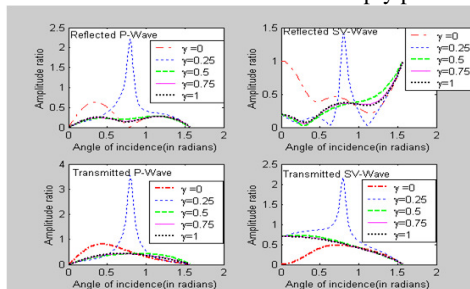 Reflected P-Wave
2.5
2
1.5
1
0.5
0
Amplitude ratio
γ =0
γ=0.25
γ=0.5
γ=0.75
γ=1
0 0.5 1 1.5 2
Angle of incidence(in radians)
Reflected SV-Wave
1.5
1
0.5
0
Amplitude ratio
γ =0
γ=0.25
γ=0.5
γ=0.75
γ=1
0 0.5 1 1.5 2
Angle of incidence(in radians)
Transmitted P-Wave
4
3
2
1
0
Amplitude ratio
γ =0
γ=0.25
γ=0.5
γ=0.75
γ=1
0 0.5 1 1.5 2
Angle of incidence(in radians)
Transmitted SV-Wave
2.5
2
1.5
1
0.5
0
Amplitude ratio
γ =0
γ=0.25
γ=0.5
γ=0.75
γ=1
0 0.5 1 1.5 2
Angle of incidence(in radians)